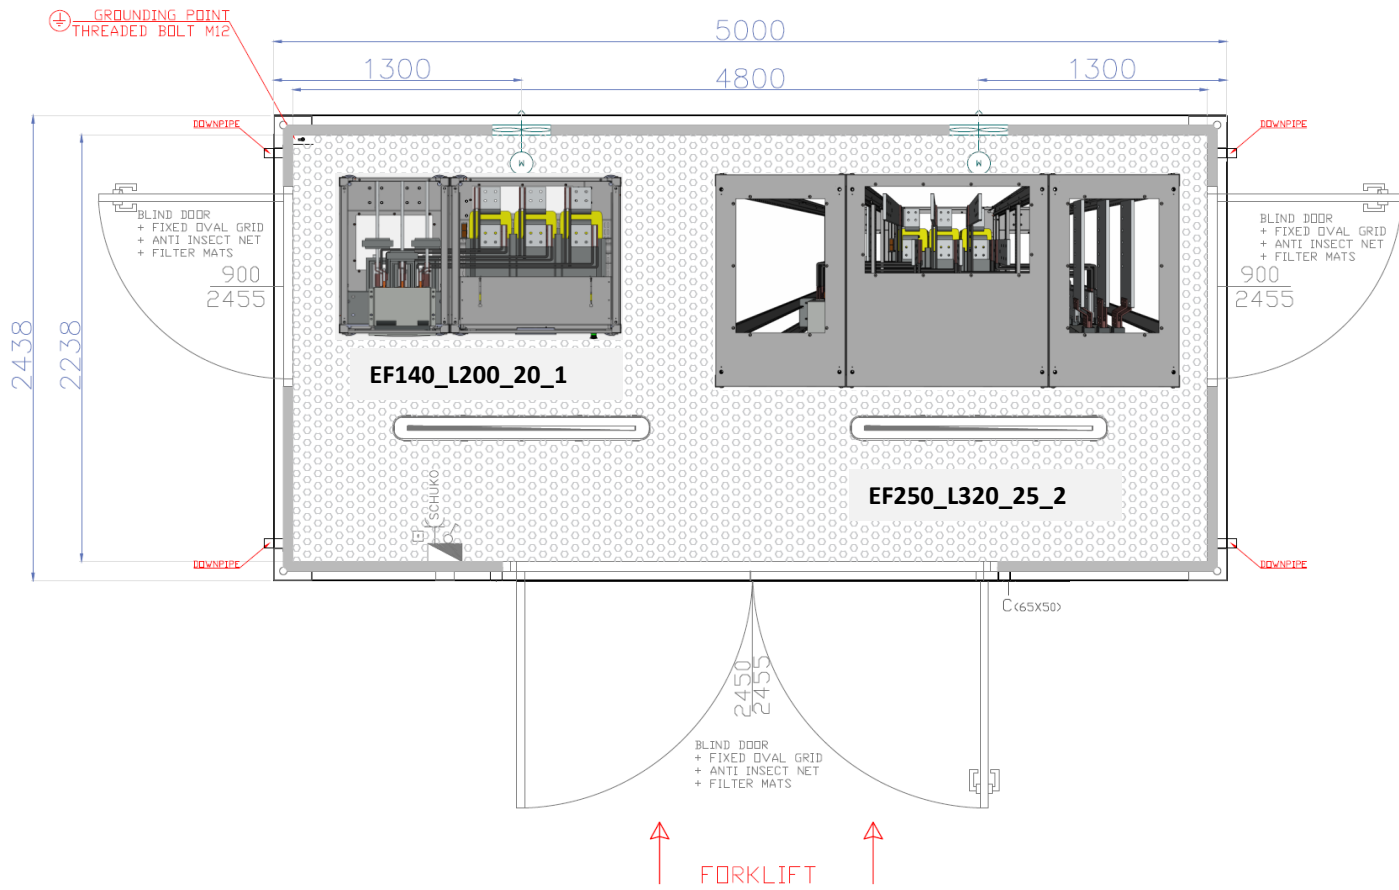 GROUNDING POINT
THREADED BOLT M12
5000
1300
4800
1300
DOWNPIPE
DOWNPIPE
M
M
BLIND DOOR
+ FIXED OVAL GRID
+ ANTI INSECT NET
+ FILTER MATS
900
2455
BLIND DOOR
+ FIXED OVAL GRID
+ ANTI INSECT NET
+ FILTER MATS
900
2455
2438
2238
EF140_L200_20_1
EF250_L320_25_2
SCHUKO
DOWNPIPE
DOWNPIPE
C(65X50)
2450
2455
BLIND DOOR
+ FIXED OVAL GRID
+ ANTI INSECT NET
+ FILTER MATS
FORKLIFT